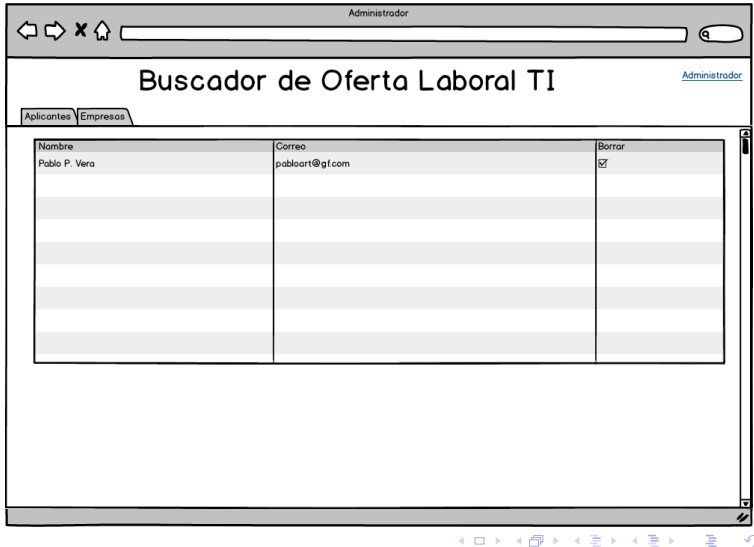 Administrador
Buscador de Oferta Laboral TI
Administrador
Aplicantes Empresas
Nombre Correo Borrar
Pablo P. Vera pabloart@gf.com